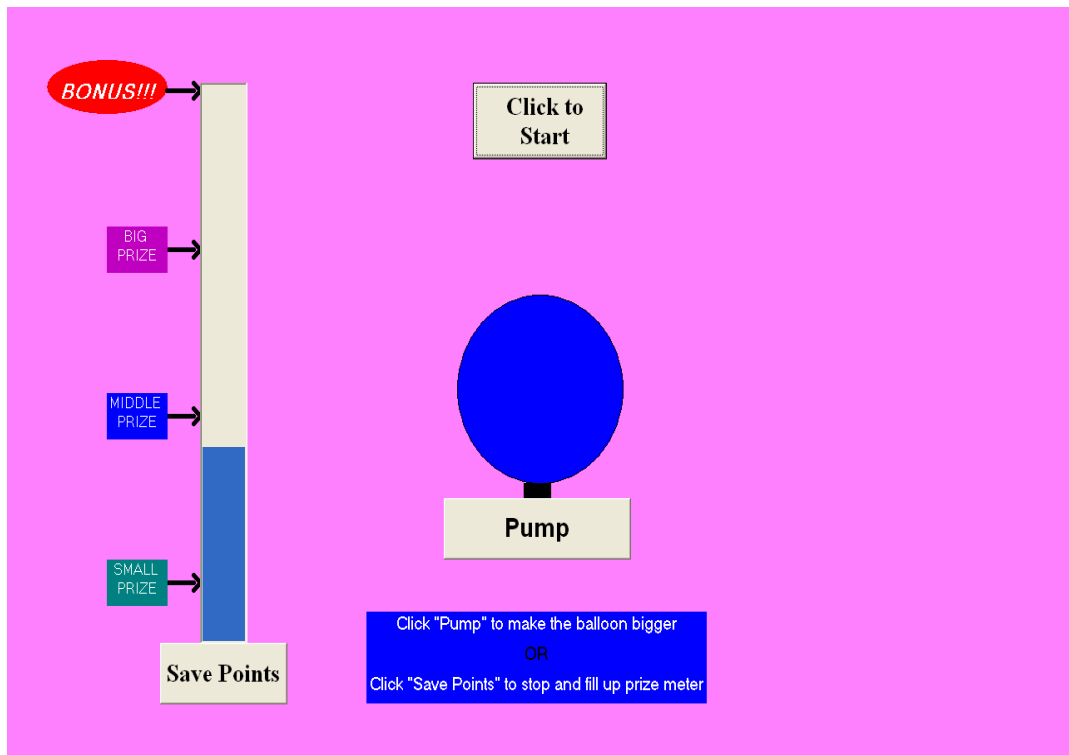 BONUS!!!
Click to
Start
BIG
PRIZE
MIDDLE
PRIZE
Pump
SMALL
PRIZE
Click "Pump" to make the balloon bigger
OR
Click "Save Points" to stop and fill up prize meter
Save Points